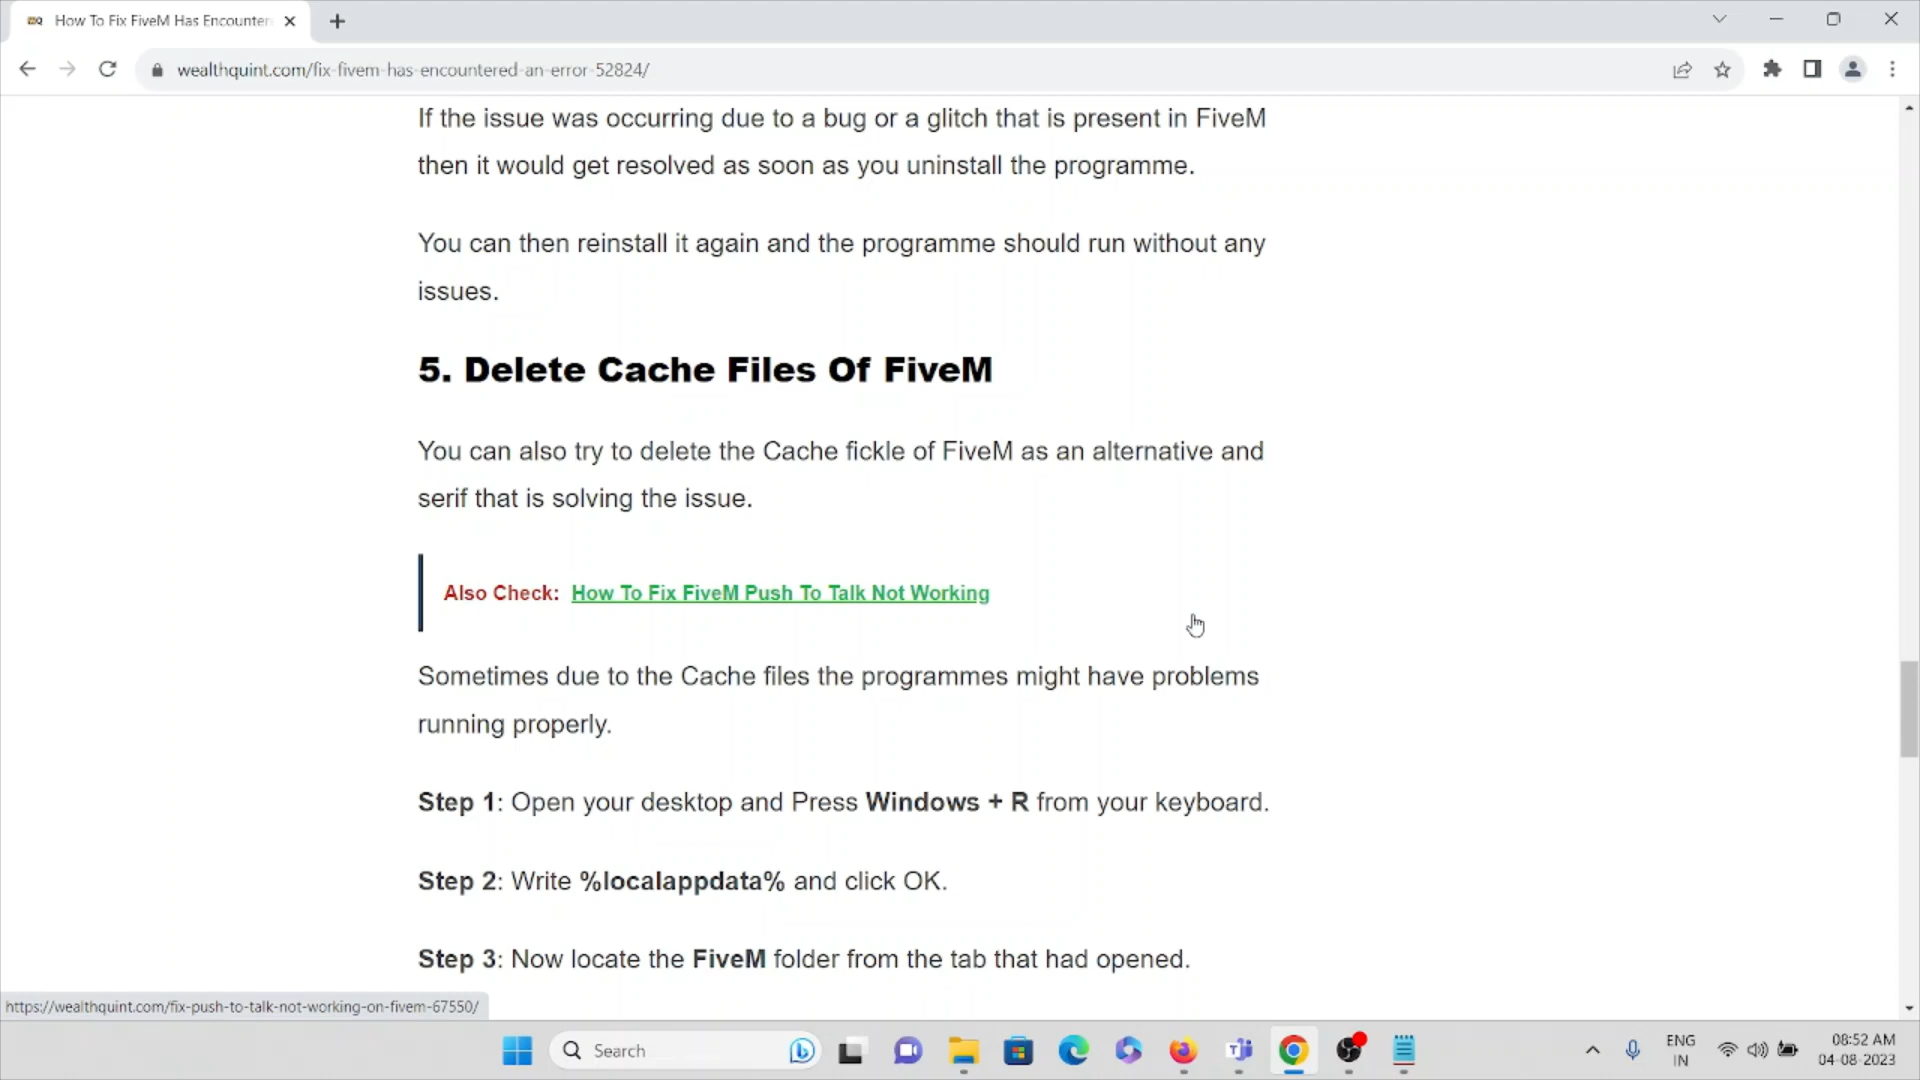 How To Fix FiveM Has Encounter
wealthquint.com/fix-fivem-has-encountered-an-error-52824/
If the issue was occurring due to a bug or a glitch that is present in FiveM
then it would get resolved as soon as you uninstall the programme.
You can then reinstall it again and the programme should run without any
issues.
5. Delete Cache Files Of FiveM
You can also try to delete the Cache fickle of FiveM as an alternative and
serif that is solving the issue.
Also Check: How To Fix FiveM Push To Talk Not Working
Sometimes due to the Cache files the programmes might have problems
running properly.
Step 1: Open your desktop and Press Windows + R from your keyboard.
Step 2: Write %localappdata% and click OK.
Step 3: Now locate the FiveM folder from the tab that had opened.
https://wealthquint.com/fix-push-to-talk-not-working-on-fivem-67550/
Search
ENG
IN
08:52 AM
04-08-2023